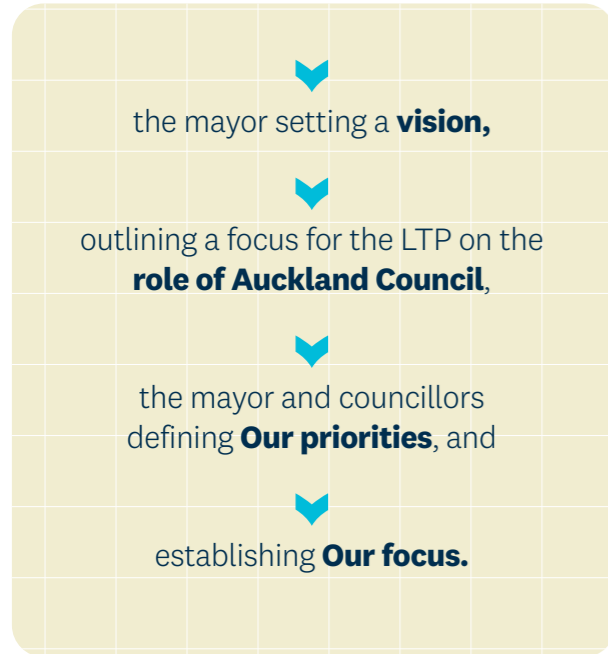 the mayor setting a vision,
outlining a focus for the LTP on the
role of Auckland Council,
the mayor and councillors
defining Our priorities, and
establishing Our focus.